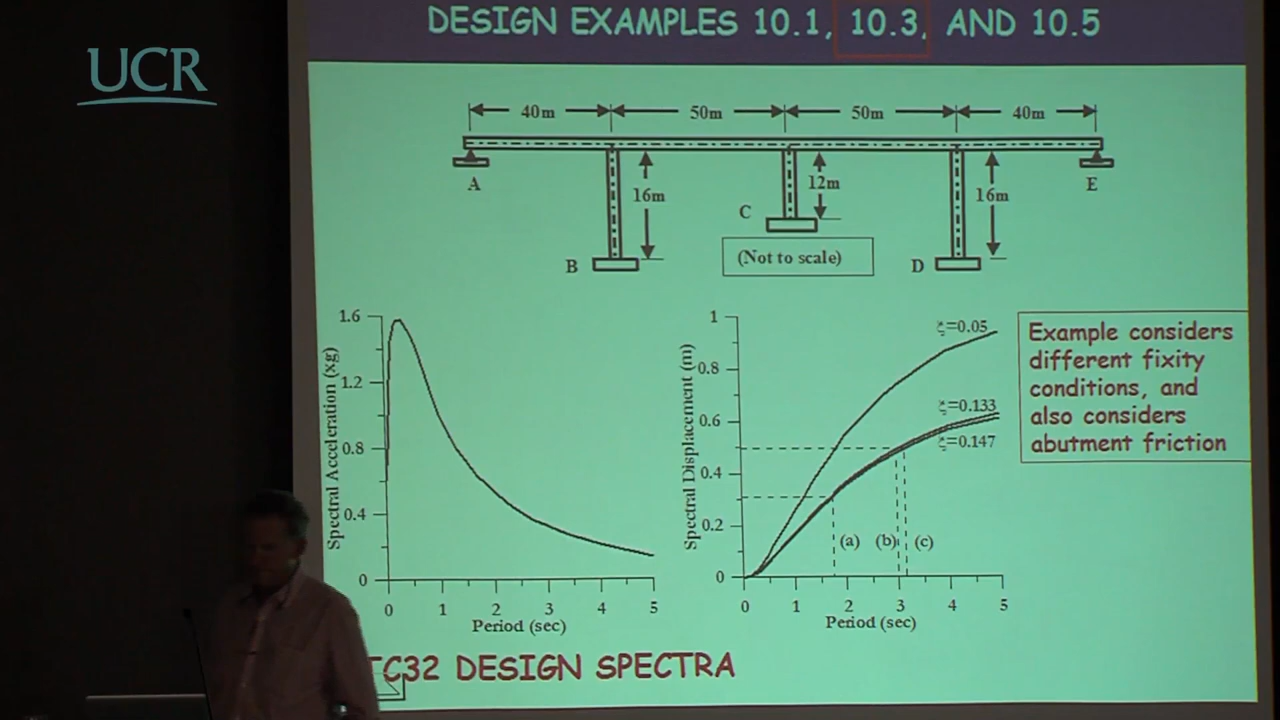 UCR
DESIGN EXAMPLES 10.1, 10.3, AND 10.5
40m 50m 50m 40m
A 16m C 12m 16m E
B (Not to scale) D
Spectral Acceleration (xg)
1.6
1.2
0.8
0.4
0
0 1 2 3 4 5
Period (sec)
Spectral Displacement (m)
1
0.8
0.6
0.4
0.2
0
ξ=0.05
ξ=0.133
ξ=0.147
(a) (b) (c)
0 1 2 3 4 5
Period (sec)
Example considers
different fixity
conditions, and
also considers
abutment friction
TC32 DESIGN SPECTRA